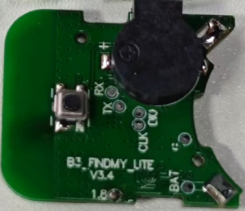 +
RX
TX
CLK
DIO
B3_FINDMY_LITE
V3.4
1.8
BAT